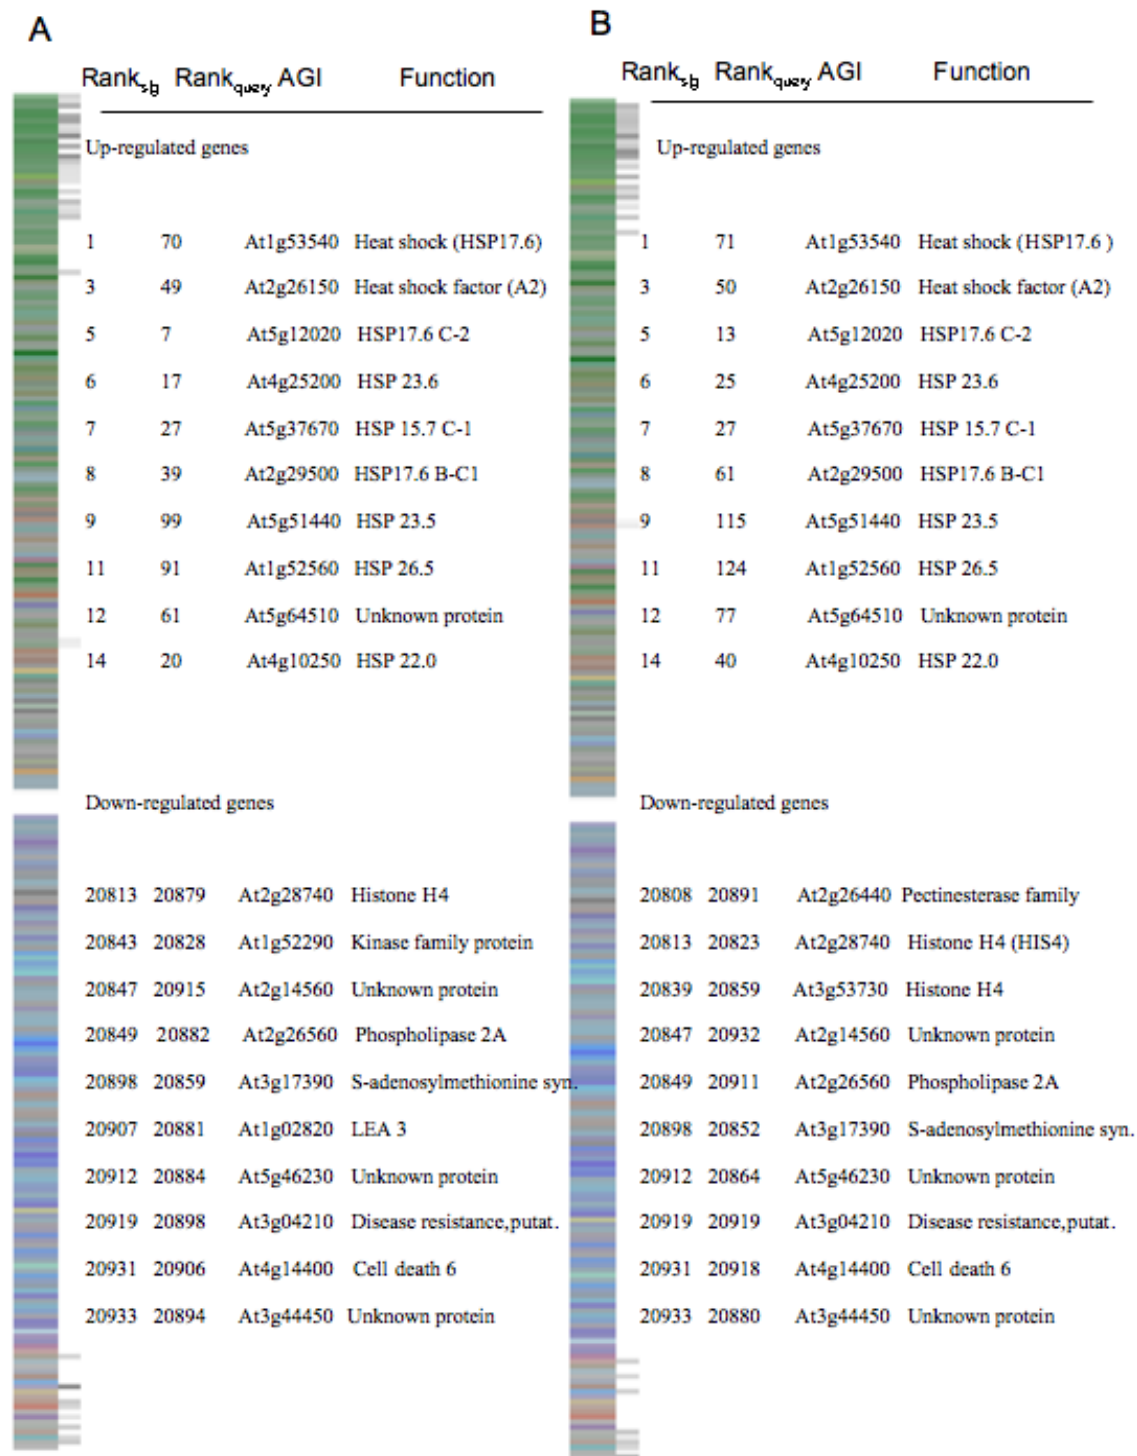 A
Rank_slg Rank_query AGI Function
Up-regulated genes
1 70 At1g53540 Heat shock (HSP17.6)
3 49 At2g26150 Heat shock factor (A2)
5 7 At5g12020 HSP17.6 C-2
6 17 At4g25200 HSP 23.6
7 27 At5g37670 HSP 15.7 C-1
8 39 At2g29500 HSP17.6 B-C1
9 99 At5g51440 HSP 23.5
11 91 At1g52560 HSP 26.5
12 61 At5g64510 Unknown protein
14 20 At4g10250 HSP 22.0
Down-regulated genes
20813 20879 At2g28740 Histone H4
20843 20828 At1g52290 Kinase family protein
20847 20915 At2g14560 Unknown protein
20849 20882 At2g26560 Phospholipase 2A
20898 20859 At3g17390 S-adenosylmethionine syn.
20907 20881 At1g02820 LEA 3
20912 20884 At5g46230 Unknown protein
20919 20898 At3g04210 Disease resistance,putat.
20931 20906 At4g14400 Cell death 6
20933 20894 At3g44450 Unknown protein
B
Rank_slg Rank_query AGI Function
Up-regulated genes
1 71 At1g53540 Heat shock (HSP17.6 )
3 50 At2g26150 Heat shock factor (A2)
5 13 At5g12020 HSP17.6 C-2
6 25 At4g25200 HSP 23.6
7 27 At5g37670 HSP 15.7 C-1
8 61 At2g29500 HSP17.6 B-C1
9 115 At5g51440 HSP 23.5
11 124 At1g52560 HSP 26.5
12 77 At5g64510 Unknown protein
14 40 At4g10250 HSP 22.0
Down-regulated genes
20808 20891 At2g26440 Pectinesterase family
20813 20823 At2g28740 Histone H4 (HIS4)
20839 20859 At3g53730 Histone H4
20847 20932 At2g14560 Unknown protein
20849 20911 At2g26560 Phospholipase 2A
20898 20852 At3g17390 S-adenosylmethionine syn.
20912 20864 At5g46230 Unknown protein
20919 20919 At3g04210 Disease resistance,putat.
20931 20918 At4g14400 Cell death 6
20933 20880 At3g44450 Unknown protein